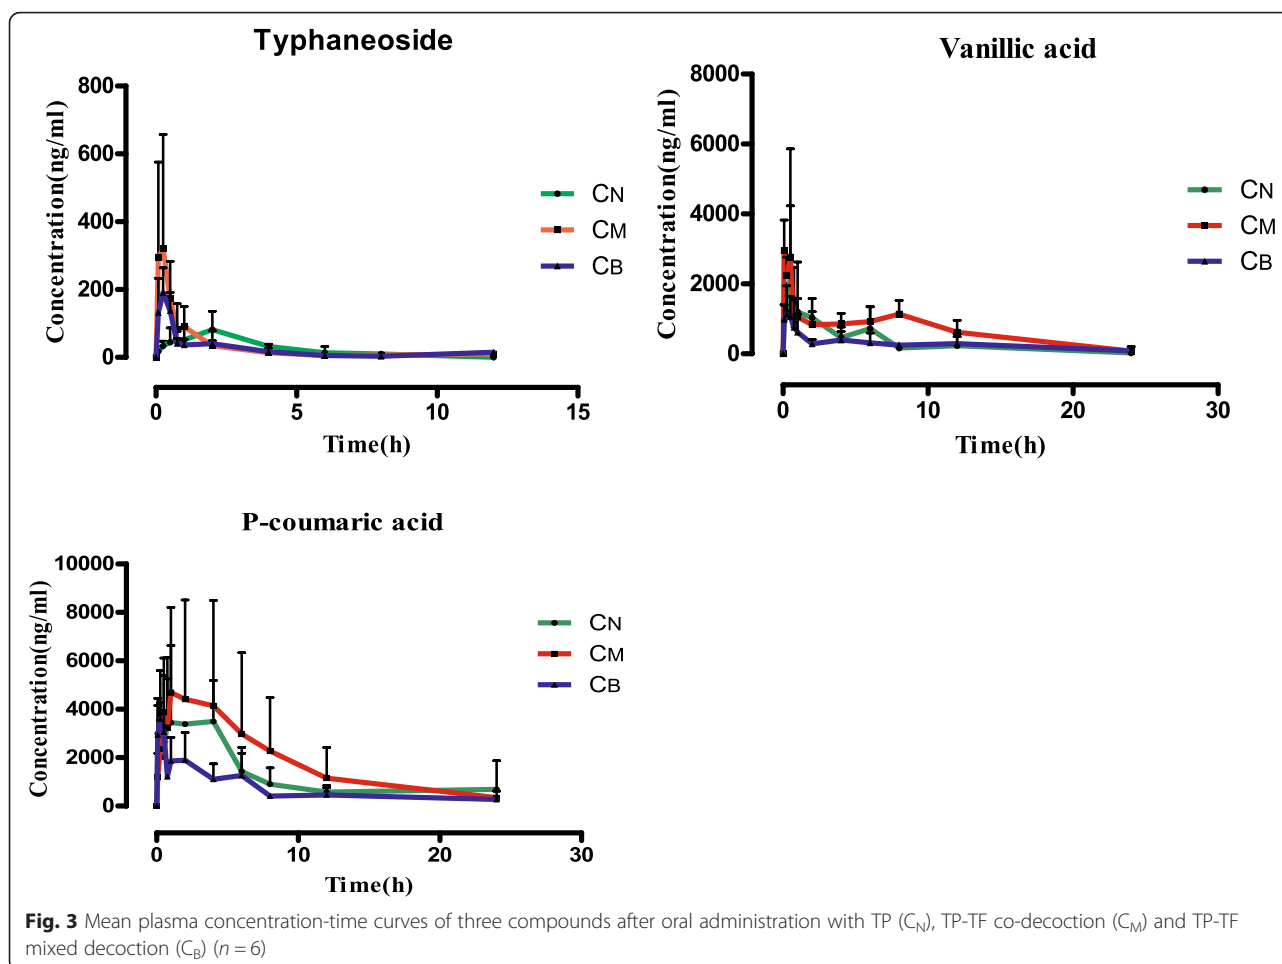 Typhaneoside
800
600
400
200
0
Concentration(ng/ml)
0 5 10 15
Time(h)
CN
CM
CB
Vanillic acid
8000
6000
4000
2000
0
Concentration(ng/ml)
0 10 20 30
Time(h)
CN
CM
CB
P-coumaric acid
10000
8000
6000
4000
2000
0
Concentration(ng/ml)
0 10 20 30
Time(h)
CN
CM
CB
Fig. 3 Mean plasma concentration-time curves of three compounds after oral administration with TP (CN), TP-TF co-decoction (CM) and TP-TF
mixed decoction (CB) (n = 6)